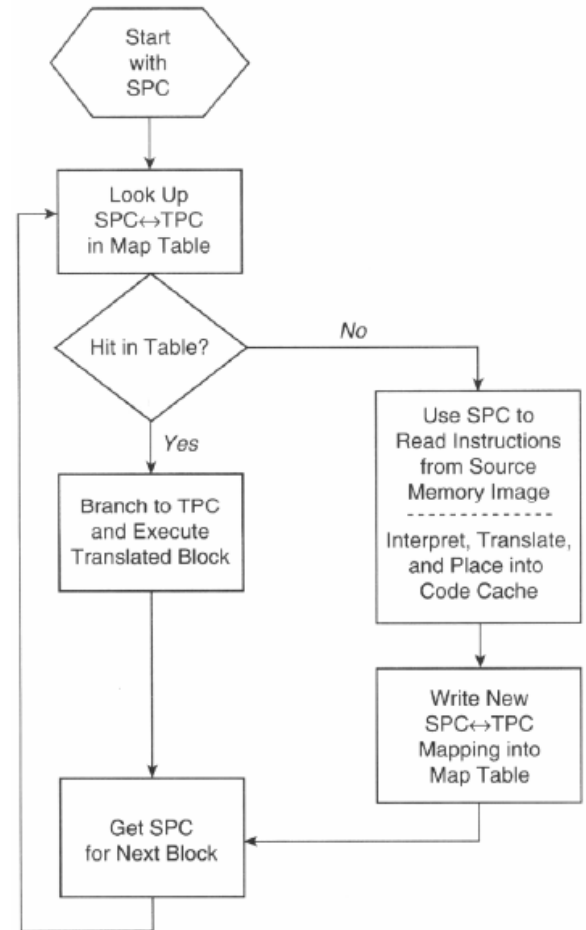 Start
with
SPC
Look Up
SPC↔TPC
in Map Table
Hit in Table?
No
Yes
Use SPC to
Read Instructions
from Source
Memory Image
Interpret, Translate,
and Place into
Code Cache
Branch to TPC
and Execute
Translated Block
Write New
SPC↔TPC
Mapping into
Map Table
Get SPC
for Next Block